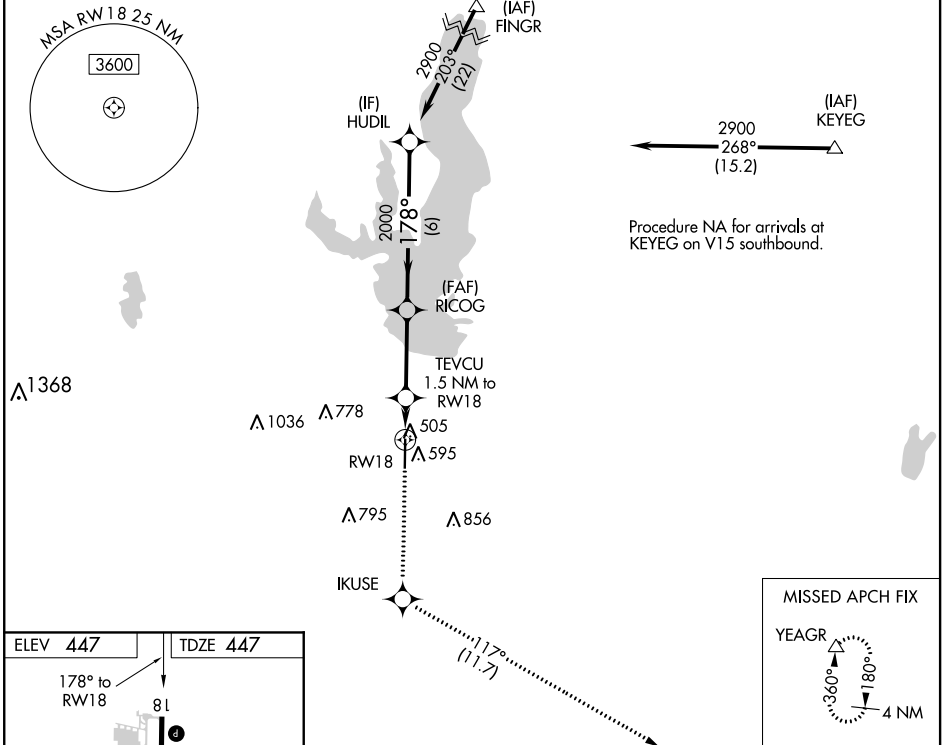 MSA RW18 25 NM
3600
(IAF)
FINGR
2900
203°
(22)
(IF)
HUDIL
2000
178°
(6)
(IAF)
KEYEG
2900
268°
(15.2)
Procedure NA for arrivals at
KEYEG on V15 southbound.
(FAF)
RICOG
TEVCU
1.5 NM to
RW18
1368
1036
778
505
595
RW18
795
856
IKUSE
117°
(11.7)
MISSED APCH FIX
YEAGR
360°
180°
4 NM
ELEV 447
TDZE 447
178° to
RW18
18
P